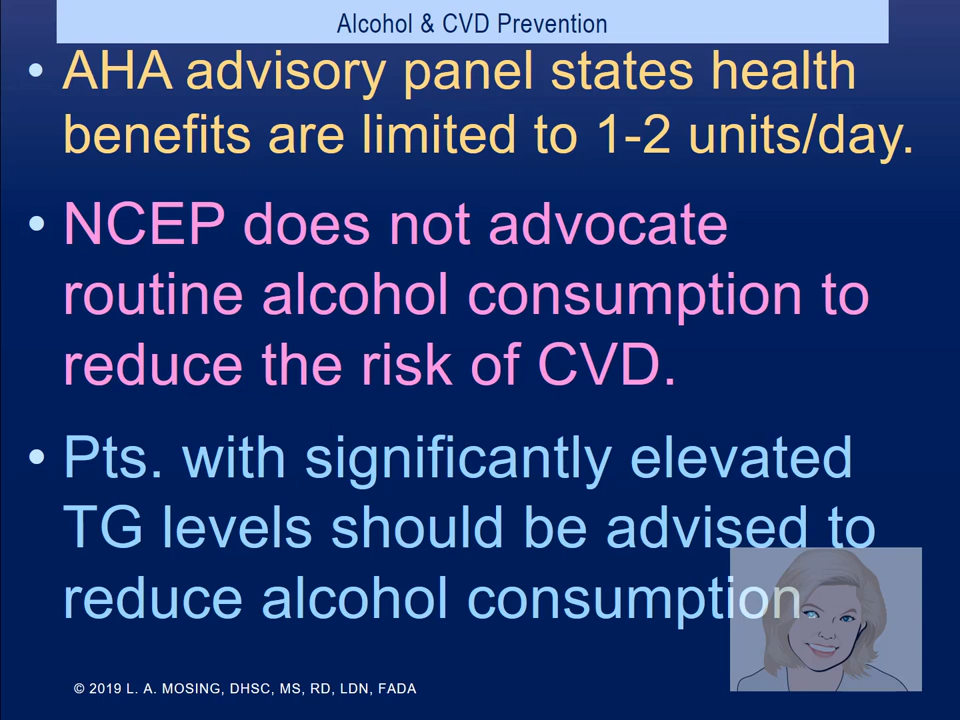 Alcohol & CVD Prevention
• AHA advisory panel states health
benefits are limited to 1-2 units/day.
• NCEP does not advocate
routine alcohol consumption to
reduce the risk of CVD.
• Pts. with significantly elevated
TG levels should be advised to
reduce alcohol consumption.
© 2019 L. A. MOSING, DHSC, MS, RD, LDN, FADA